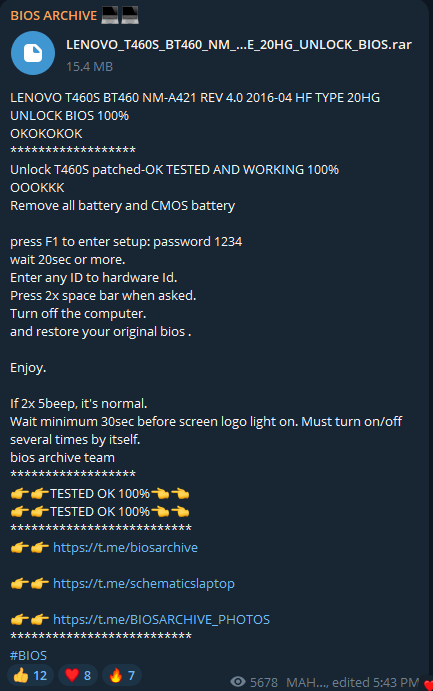 BIOS ARCHIVE 💻💻
LENOVO_T460S_BT460_NM_...E_20HG_UNLOCK_BIOS.rar
15.4 MB
LENOVO T460S BT460 NM-A421 REV 4.0 2016-04 HF TYPE 20HG
UNLOCK BIOS 100%
OKOKOKOK
******************
Unlock T460S patched-OK TESTED AND WORKING 100%
OOOKKK
Remove all battery and CMOS battery
press F1 to enter setup: password 1234
wait 20sec or more.
Enter any ID to hardware Id.
Press 2x space bar when asked.
Turn off the computer.
and restore your original bios .
Enjoy.
If 2x 5beep, it's normal.
Wait minimum 30sec before screen logo light on. Must turn on/off
several times by itself.
bios archive team
******************
👉👉TESTED OK 100%👈👈
👉👉TESTED OK 100%👈👈
**************************
👉👉 https://t.me/biosarchive
👉👉 https://t.me/schematicslaptop
👉👉 https://t.me/BIOSARCHIVE_PHOTOS
**************************
#BIOS
👍 12 ❤️ 8 🔥 7 5678 MAH..., edited 5:43 PM